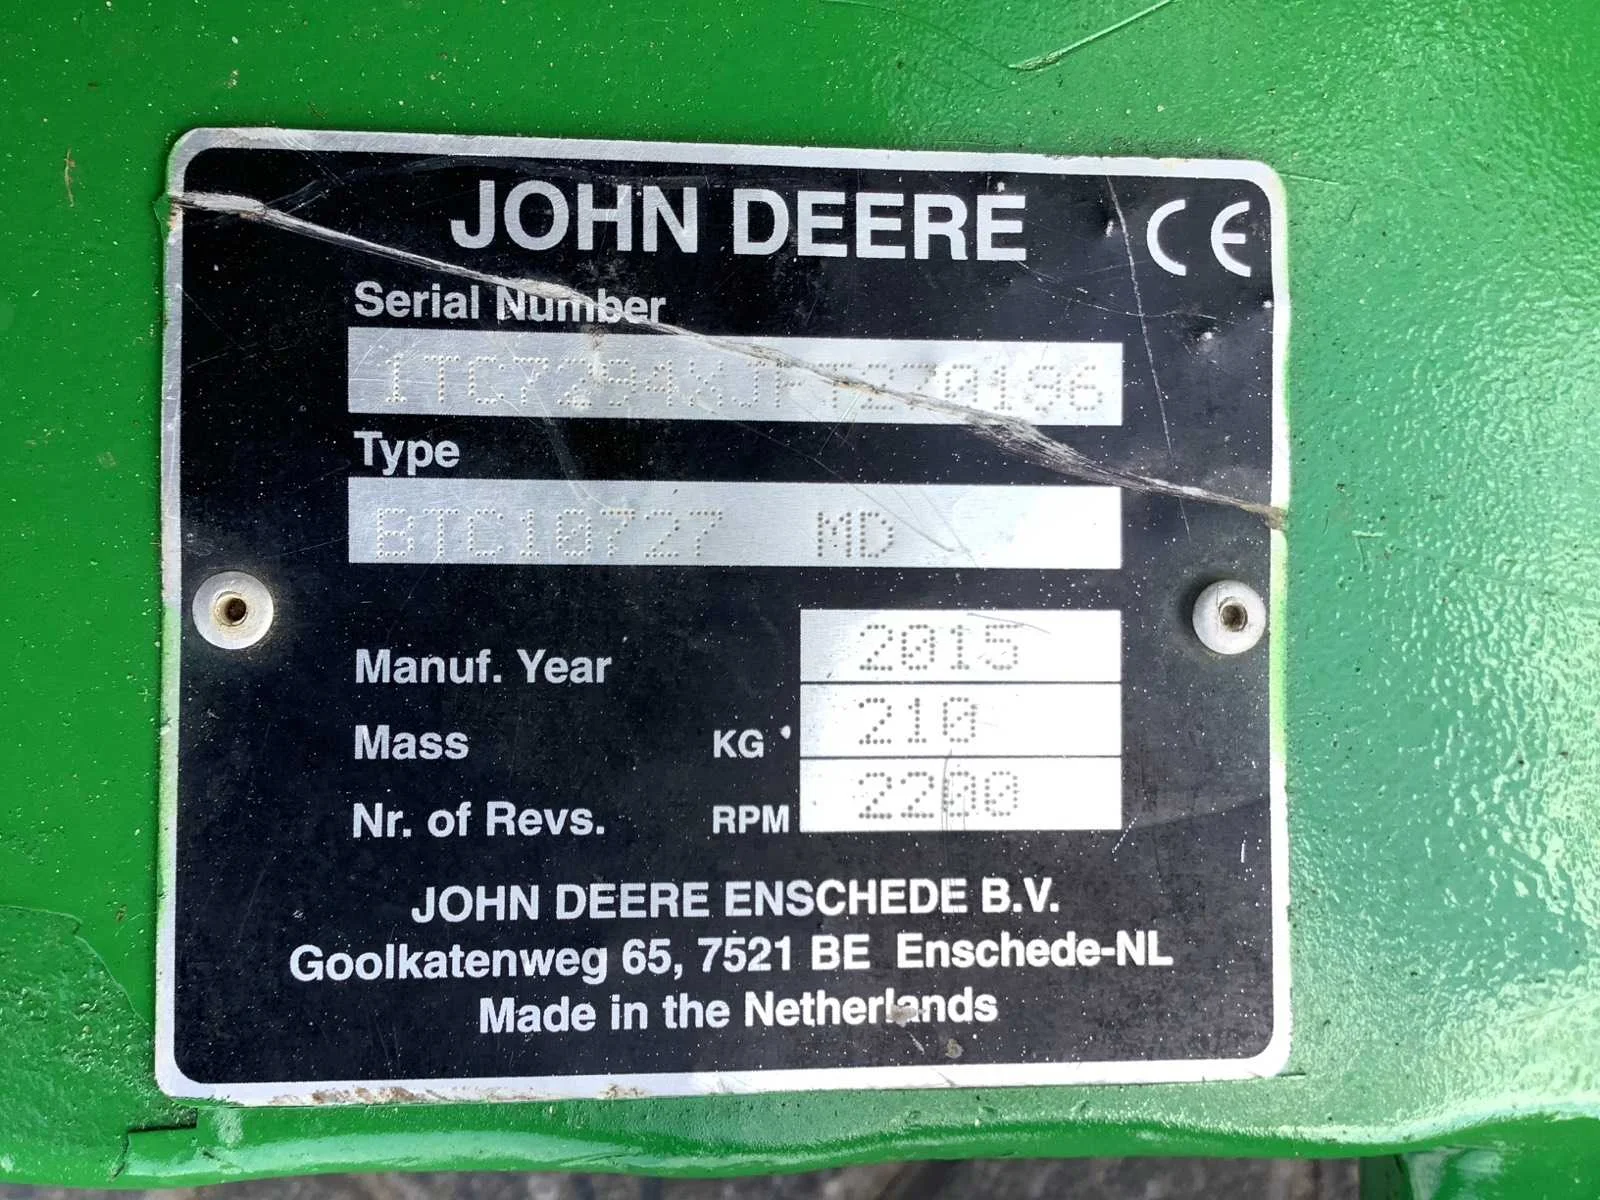 JOHN DEERE CE
Serial Number
Type
BTC10727 MD
Manuf. Year 2015
Mass KG 210
Nr. of Revs. RPM 2200
JOHN DEERE ENSCHEDE B.V.
Goolkatenweg 65, 7521 BE Enschede-NL
Made in the Netherlands